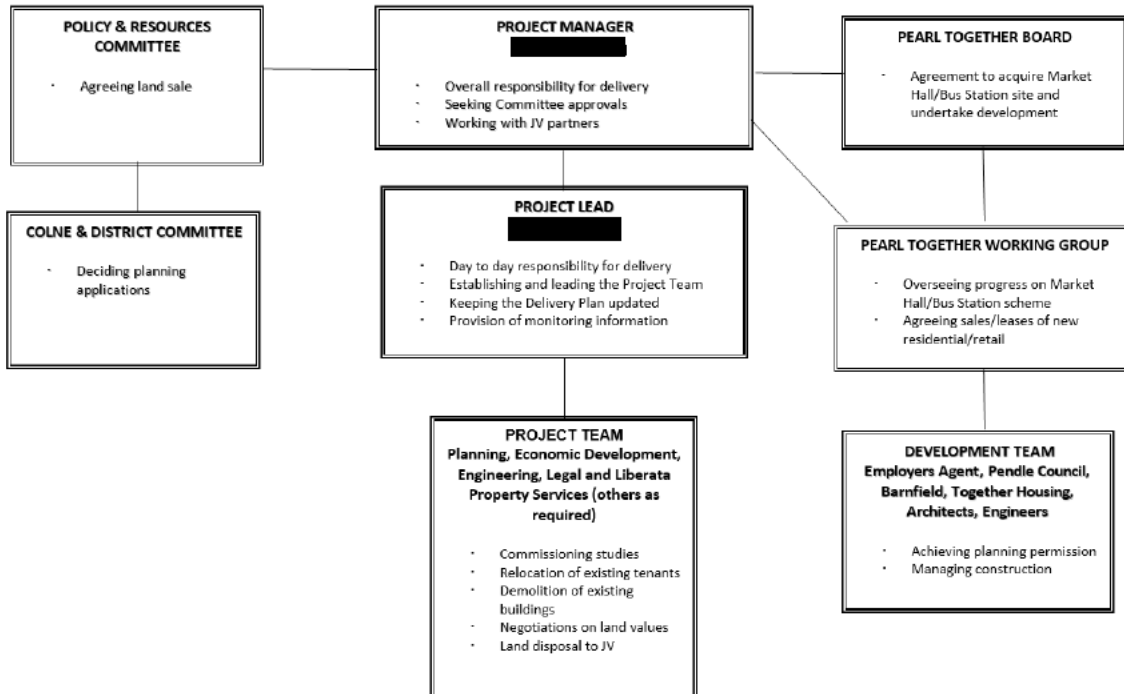 POLICY & RESOURCES
COMMITTEE
· Agreeing land sale
PROJECT MANAGER
· Overall responsibility for delivery
· Seeking Committee approvals
· Working with JV partners
PEARL TOGETHER BOARD
· Agreement to acquire Market
Hall/Bus Station site and
undertake development
COLNE & DISTRICT COMMITTEE
· Deciding planning
applications
PROJECT LEAD
· Day to day responsibility for delivery
· Establishing and leading the Project Team
· Keeping the Delivery Plan updated
· Provision of monitoring information
PEARL TOGETHER WORKING GROUP
· Overseeing progress on Market
Hall/Bus Station scheme
· Agreeing sales/leases of new
residential/retail
PROJECT TEAM
Planning, Economic Development,
Engineering, Legal and Liberata
Property Services (others as
required)
· Commissioning studies
· Relocation of existing tenants
· Demolition of existing
buildings
· Negotiations on land values
· Land disposal to JV
DEVELOPMENT TEAM
Employers Agent, Pendle Council,
Barnfield, Together Housing,
Architects, Engineers
· Achieving planning permission
· Managing construction